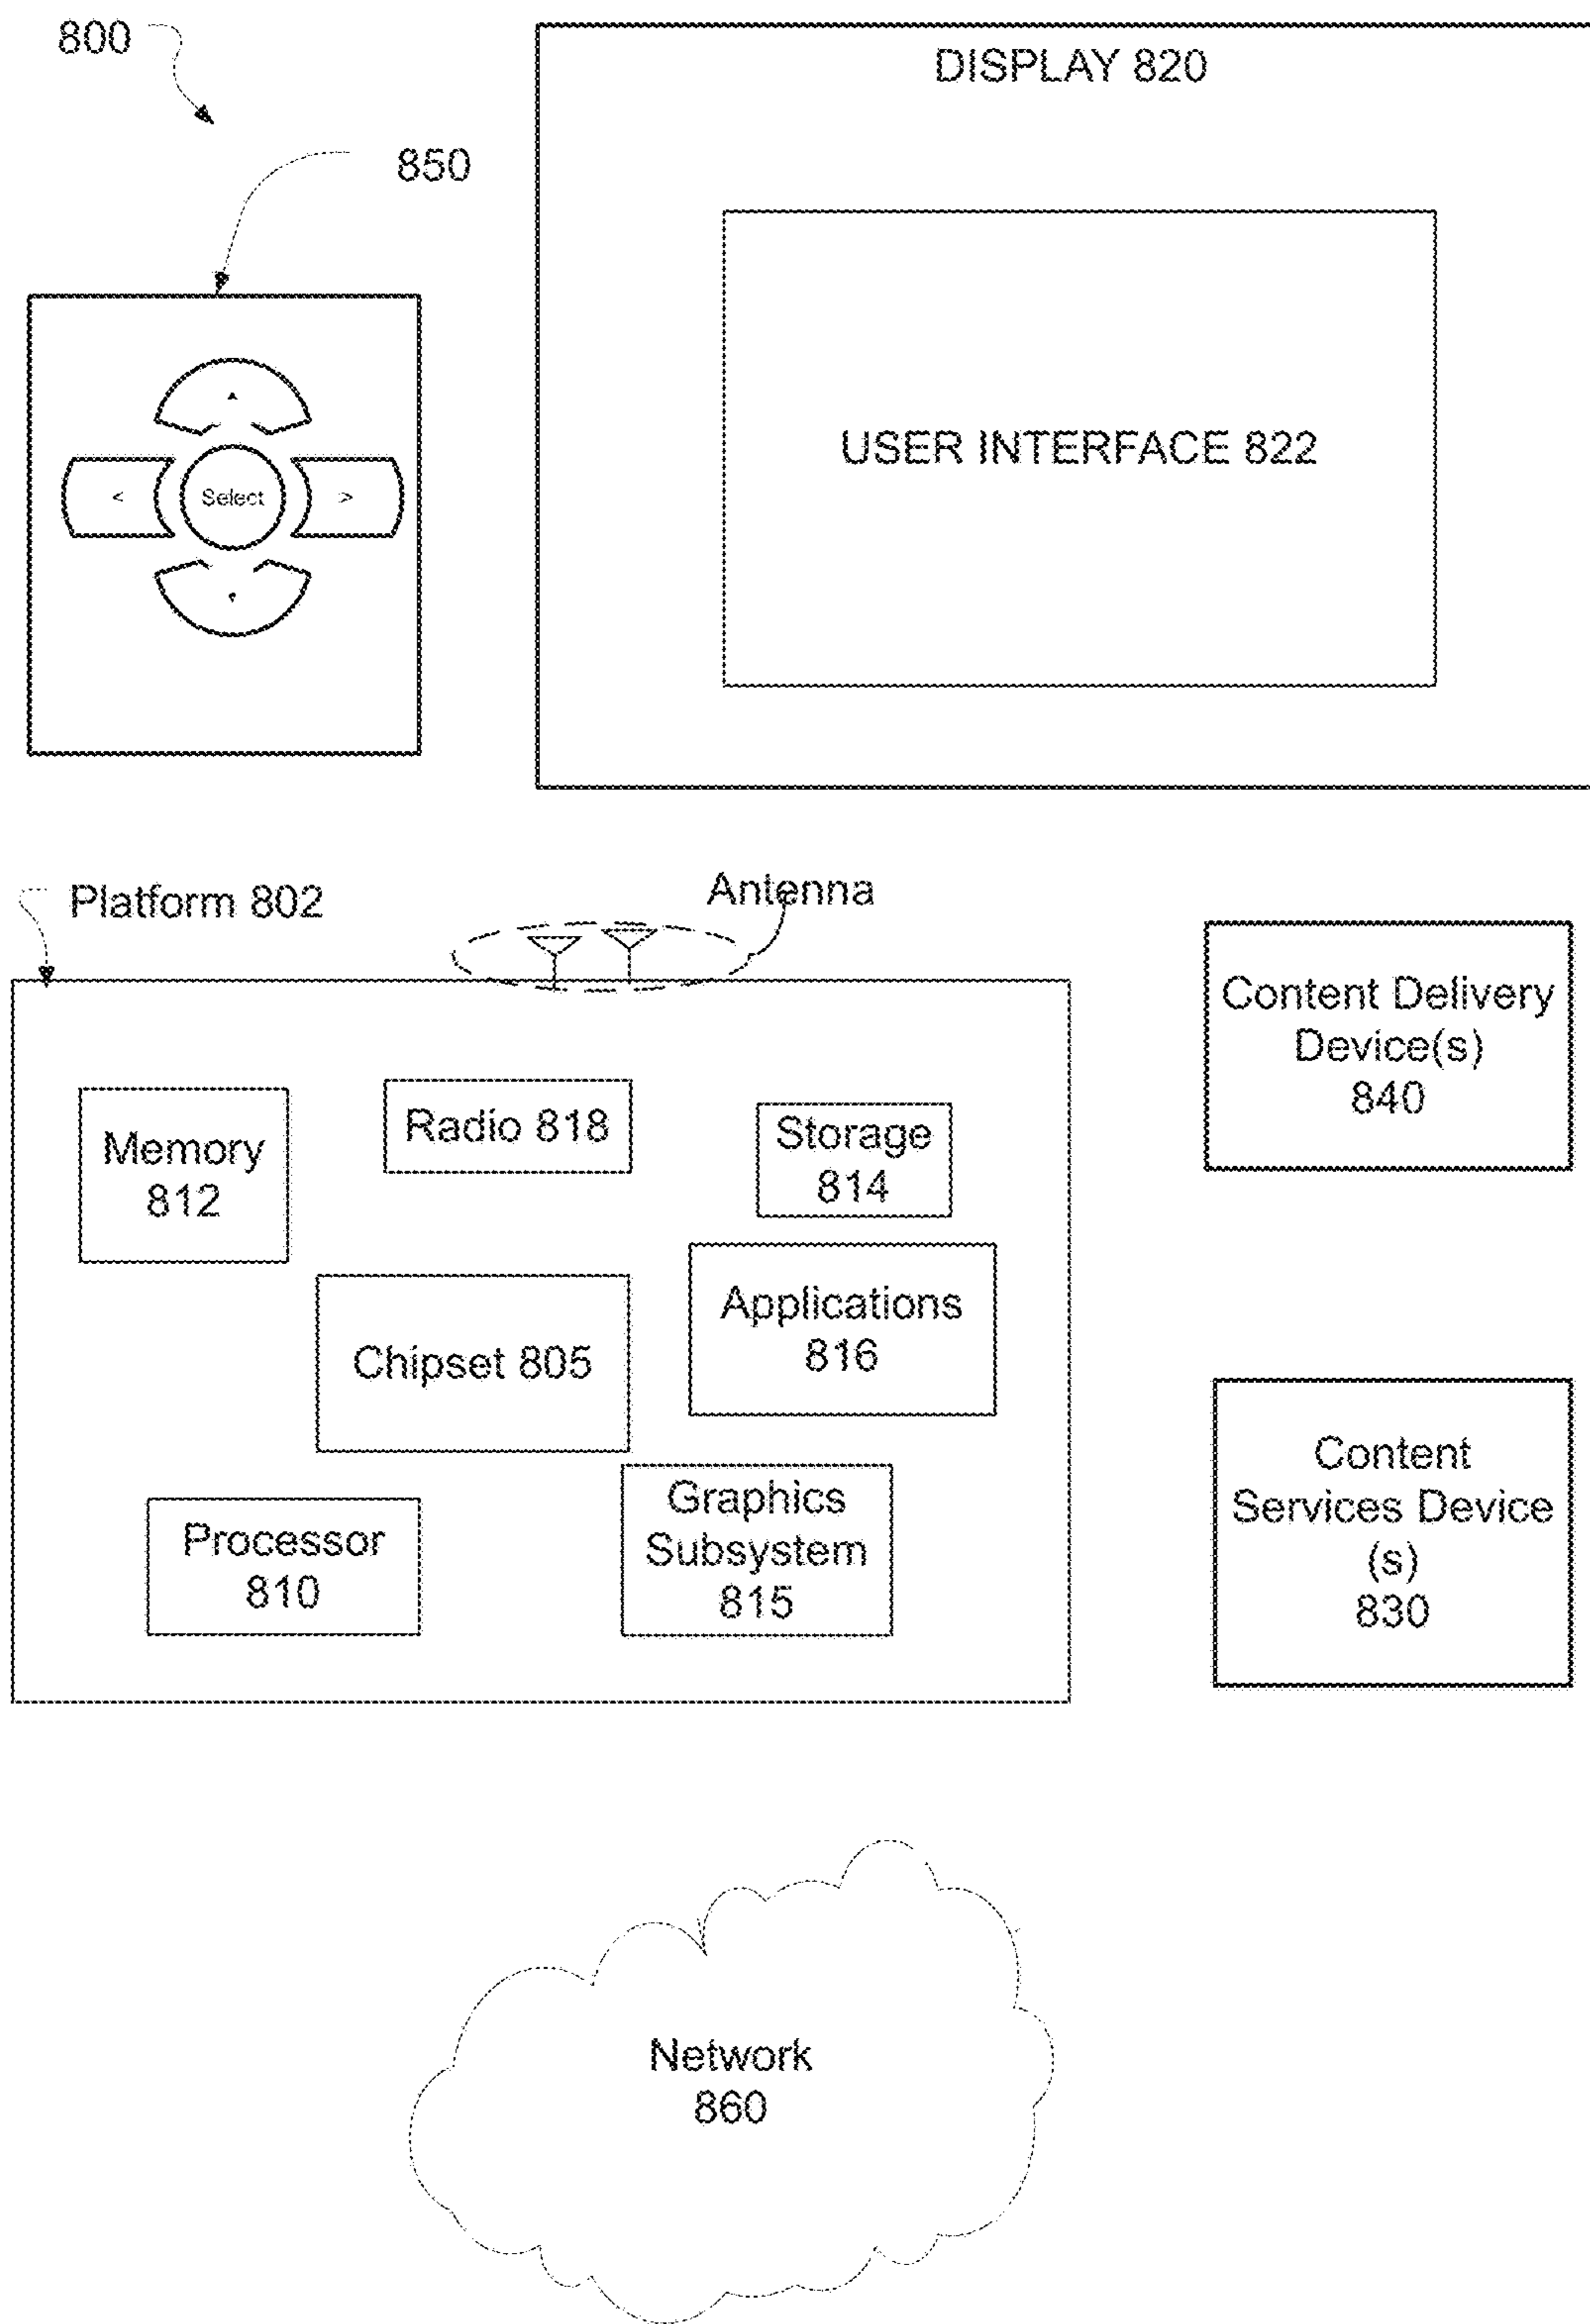 800
DISPLAY 820
850
USER INTERFACE 822
<
Select
>
Platform 802
Antenna
Content Delivery
Device(s)
840
Memory
812
Radio 818
Storage
814
Chipset 805
Applications
816
Content
Services Device
(s)
830
Processor
810
Graphics
Subsystem
815
Network
860